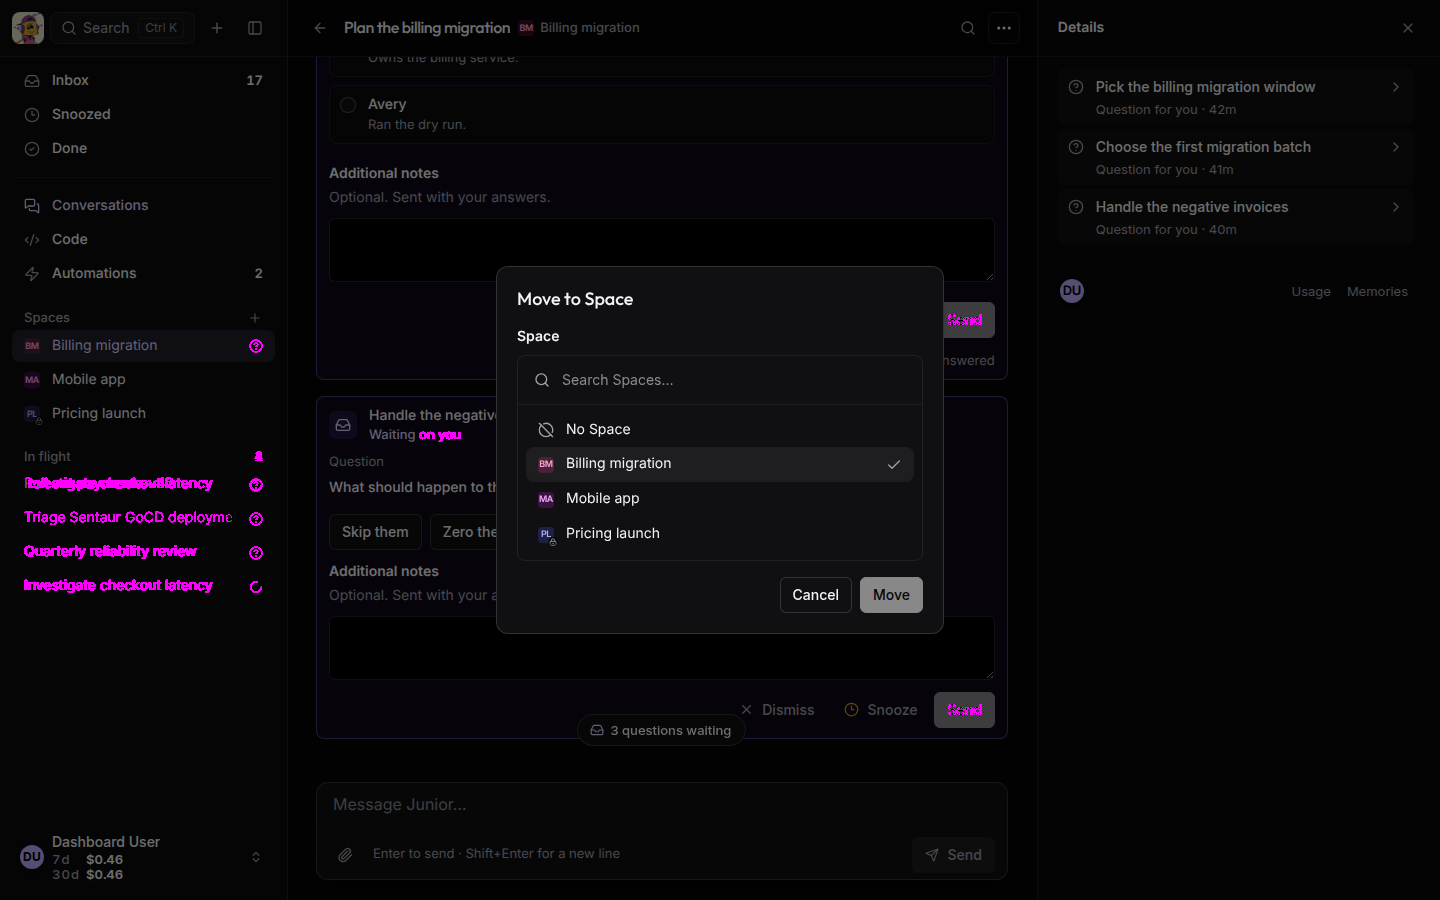 Search Ctrl K
Inbox 17
Snoozed
Done
Conversations
Code
Automations 2
Spaces
BM Billing migration
MA Mobile app
PL Pricing launch
In flight
Triage Sentaur GoCD deployme
Quarterly reliability review
Investigate checkout latency
DU Dashboard User
7d $0.46
30d $0.46
Plan the billing migration BM Billing migration
Owns the billing service.
Avery
Ran the dry run.
Additional notes
Optional. Sent with your answers.
nswered
Handle the negative
Waiting on you
Question
What should happen to th
Skip them Zero the
Additional notes
Optional. Sent with your a
Dismiss Snooze
3 questions waiting
Message Junior...
Enter to send · Shift+Enter for a new line Send
Move to Space
Space
Search Spaces...
No Space
BM Billing migration
MA Mobile app
PL Pricing launch
Cancel Move
Details
Pick the billing migration window
Question for you · 42m
Choose the first migration batch
Question for you · 41m
Handle the negative invoices
Question for you · 40m
DU Usage Memories